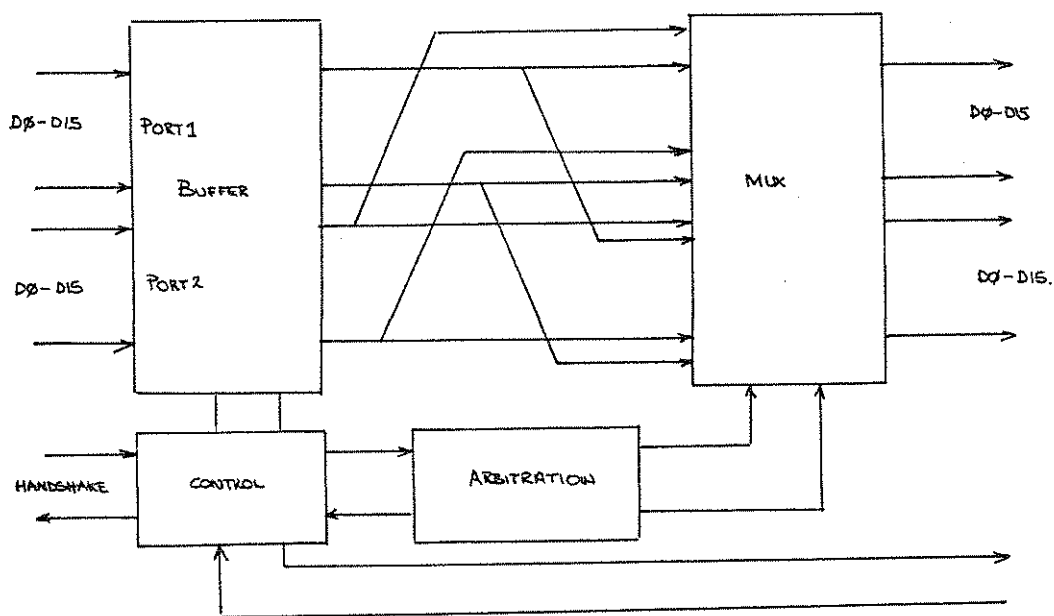 DØ-D15
PORT1
BUFFER
DØ-D15
PORT2
MUX
DØ-D15
DØ-D15.
HANDSHAKE
CONTROL
ARBITRATION